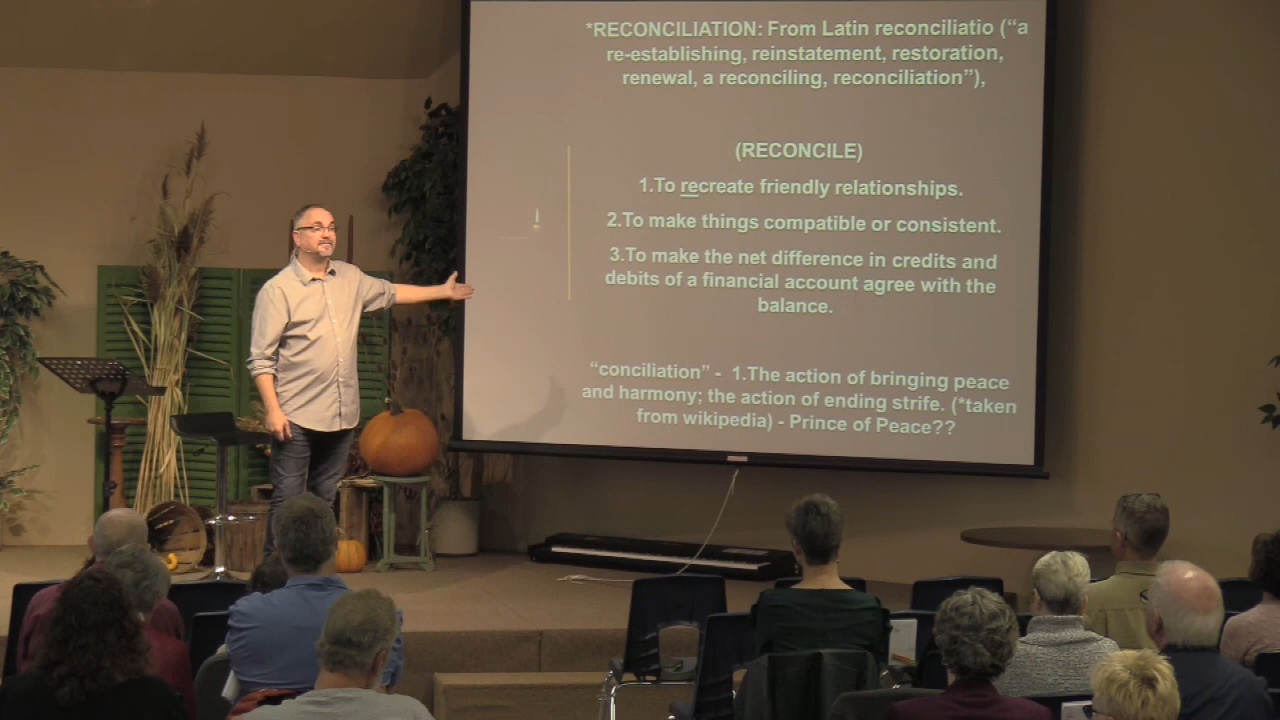 *RECONCILIATION: From Latin reconciliatio (“a
re-establishing, reinstatement, restoration,
renewal, a reconciling, reconciliation”),
(RECONCILE)
1.To recreate friendly relationships.
2.To make things compatible or consistent.
3.To make the net difference in credits and
debits of a financial account agree with the
balance.
“conciliation” - 1.The action of bringing peace
and harmony; the action of ending strife. (*taken
from wikipedia) - Prince of Peace??